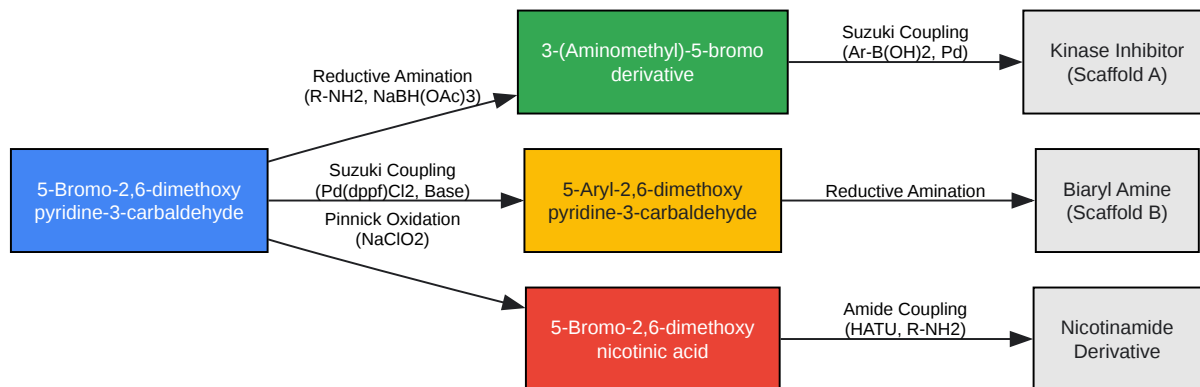 5-Bromo-2,6-dimethoxy
pyridine-3-carbaldehyde
Reductive Amination
(R-NH2, NaBH(OAc)3)
3-(Aminomethyl)-5-bromo
derivative
Suzuki Coupling
(Ar-B(OH)2, Pd)
Kinase Inhibitor
(Scaffold A)
Suzuki Coupling
(Pd(dppf)Cl2, Base)
5-Aryl-2,6-dimethoxy
pyridine-3-carbaldehyde
Reductive Amination
Biaryl Amine
(Scaffold B)
Pinnick Oxidation
(NaClO2)
5-Bromo-2,6-dimethoxy
nicotinic acid
Amide Coupling
(HATU, R-NH2)
Nicotinamide
Derivative